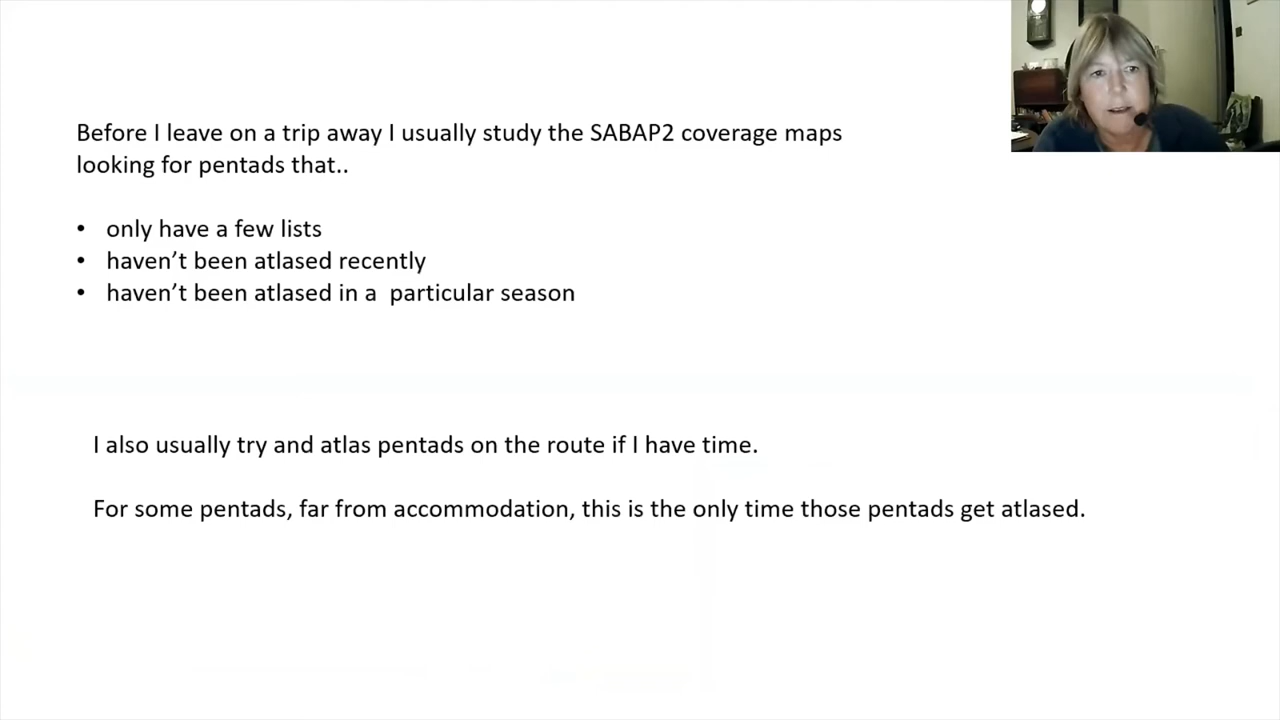 Before I leave on a trip away I usually study the SABAP2 coverage maps
looking for pentads that..
• only have a few lists
• haven't been atlased recently
• haven't been atlased in a  particular season
I also usually try and atlas pentads on the route if I have time.
For some pentads, far from accommodation, this is the only time those pentads get atlased.